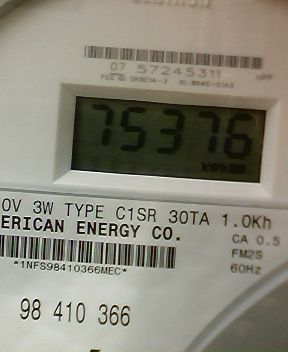 07 57245311
75376
kWh
0V 3W TYPE C1SR 30TA 1.0Kh
ERICAN ENERGY CO.
CA 0.5
FM2S
60Hz
*1NFS98410366MEC*
98 410 366